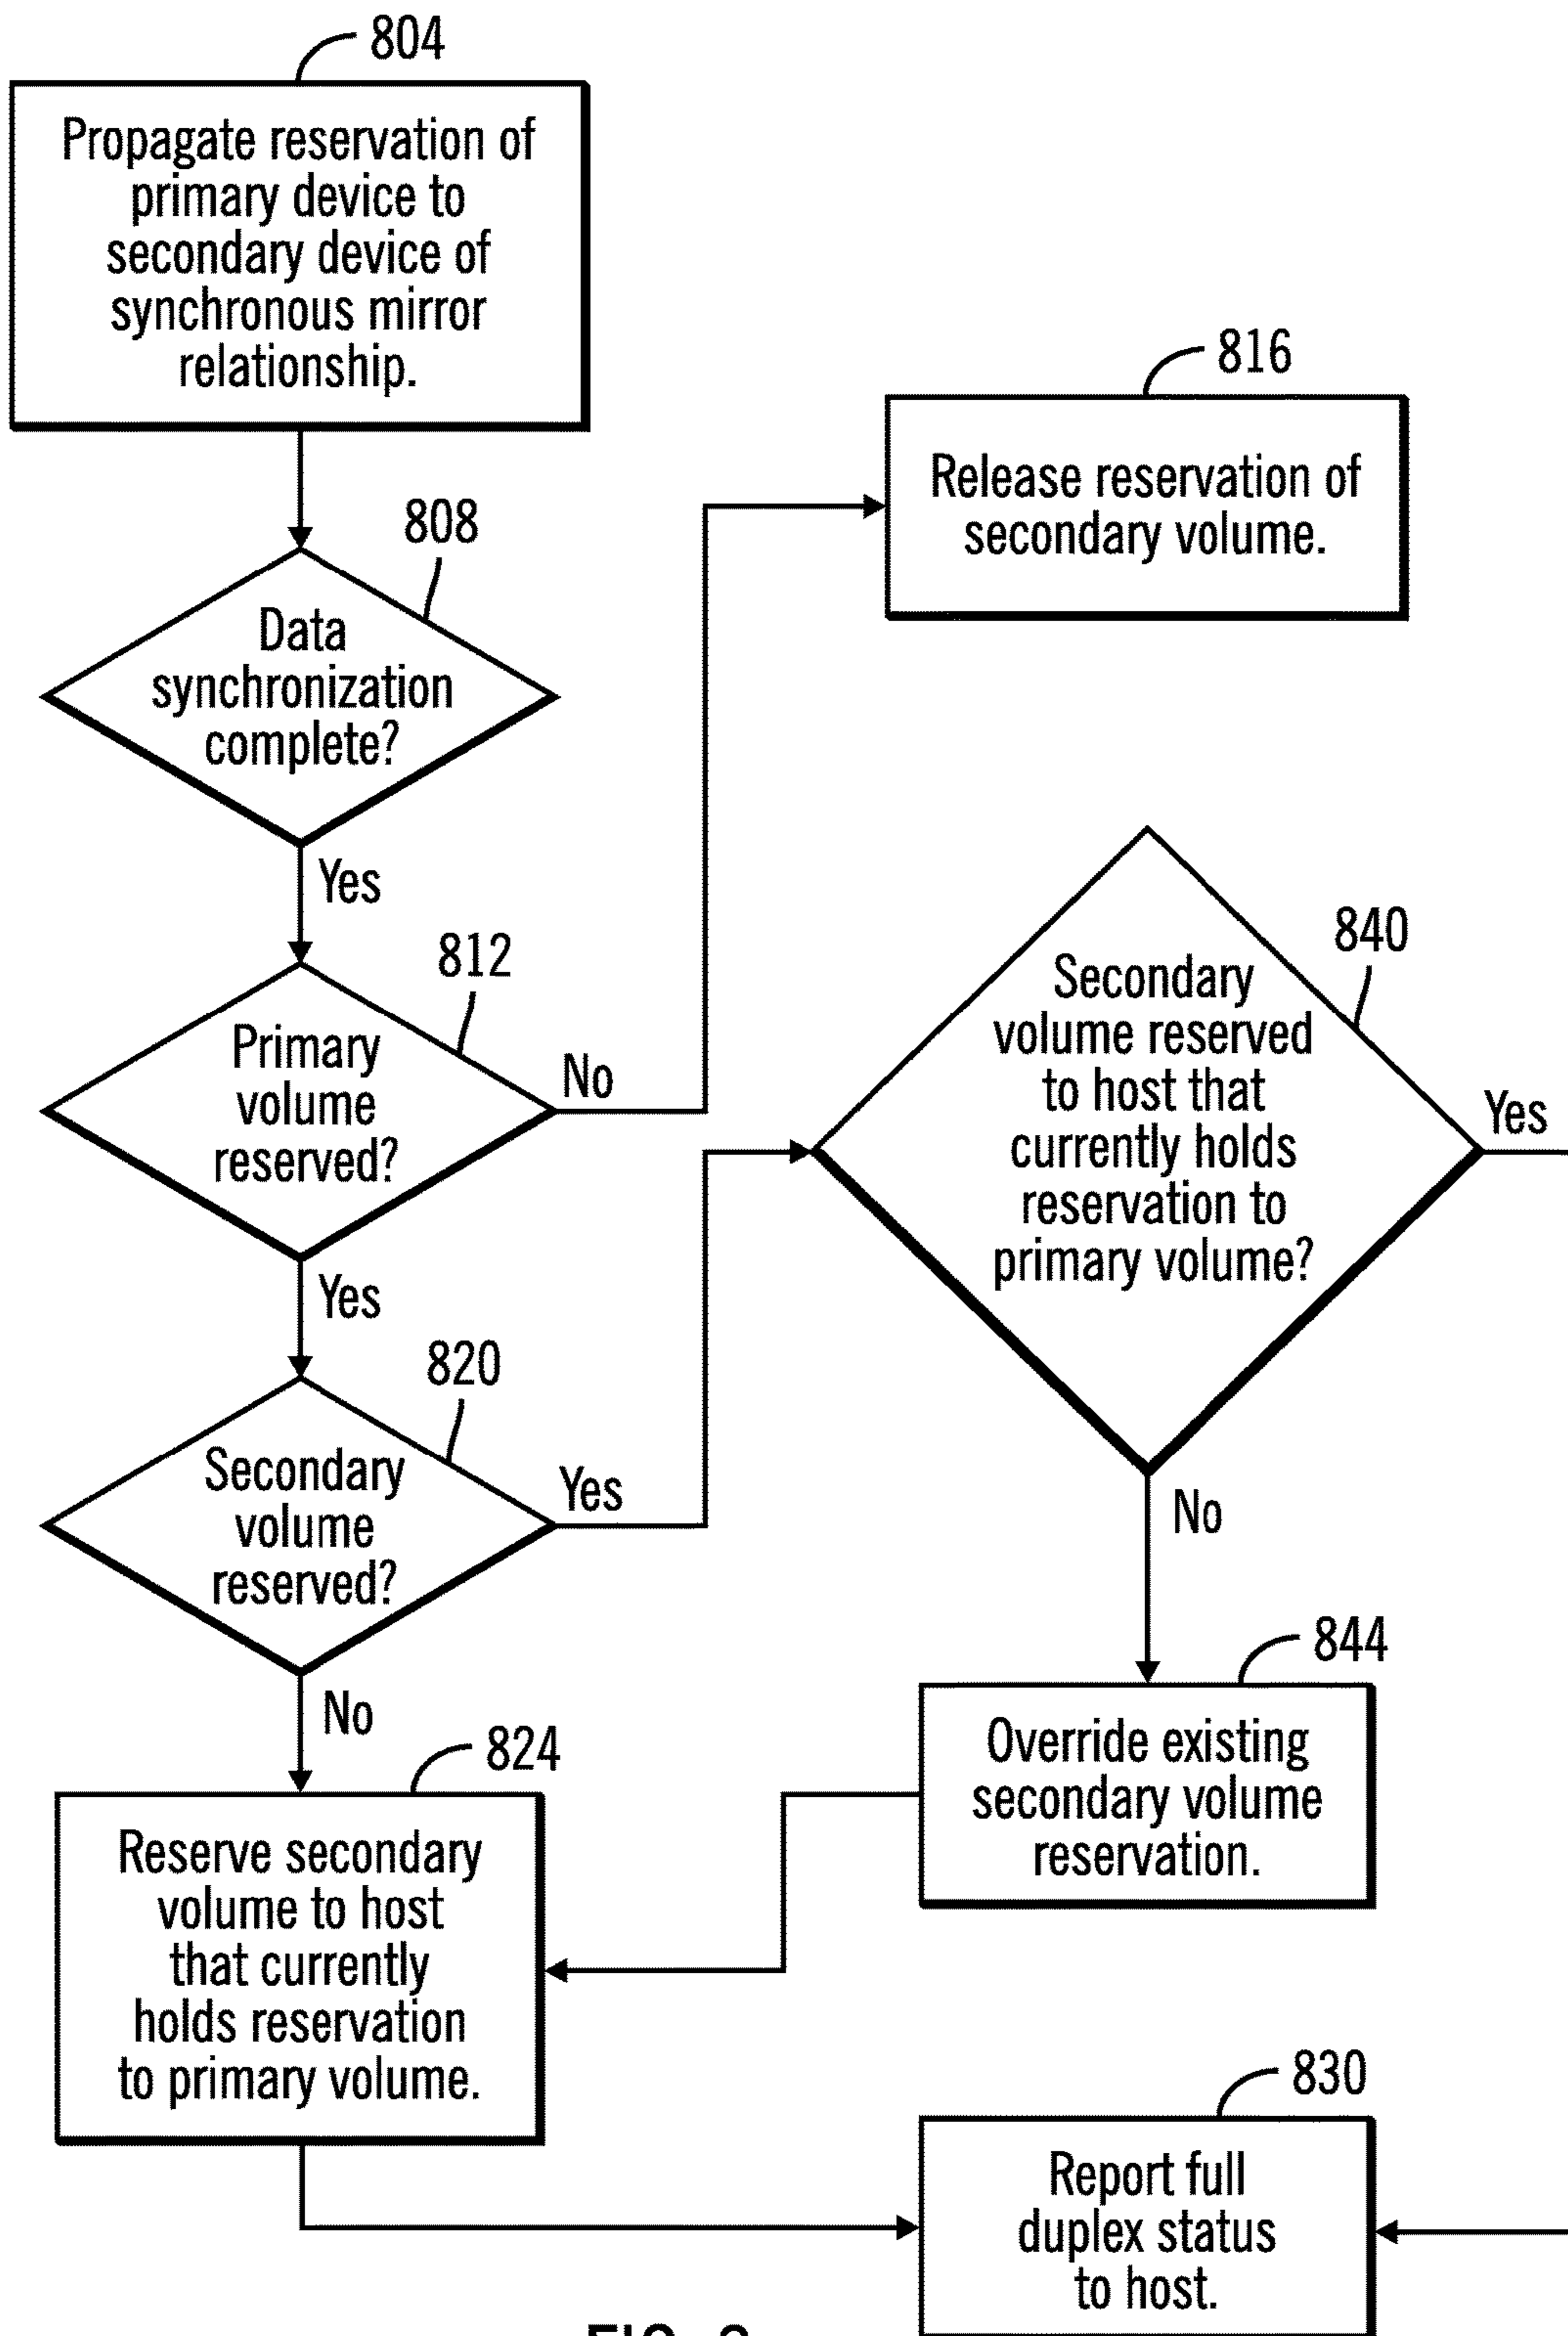 804
Propagate reservation of
primary device to
secondary device of
synchronous mirror
relationship.
808
Data
synchronization
complete?
Yes
812
Primary
volume
reserved?
No
Yes
816
Release reservation of
secondary volume.
820
Secondary
volume
reserved?
Yes
No
840
Secondary
volume reserved
to host that
currently holds
reservation to
primary volume?
Yes
No
844
Override existing
secondary volume
reservation.
824
Reserve secondary
volume to host
that currently
holds reservation
to primary volume.
830
Report full
duplex status
to host.